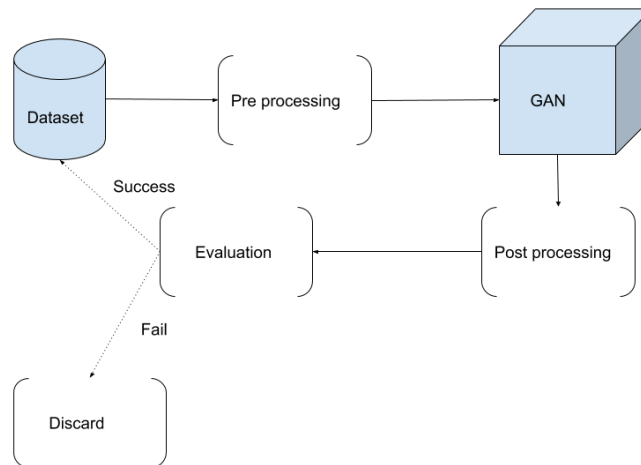 Dataset
Pre processing
GAN
Success
Evaluation
Post processing
Fail
Discard